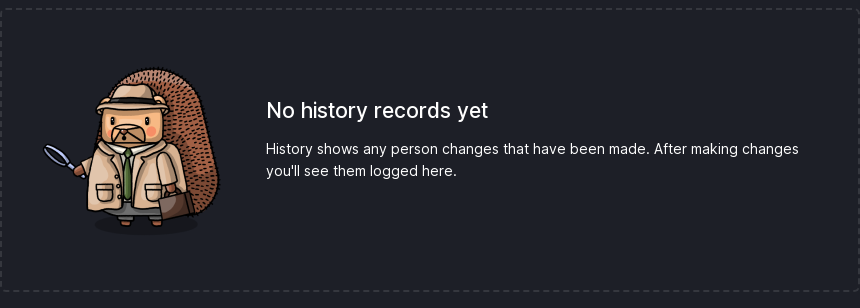 No history records yet
History shows any person changes that have been made. After making changes
you'll see them logged here.